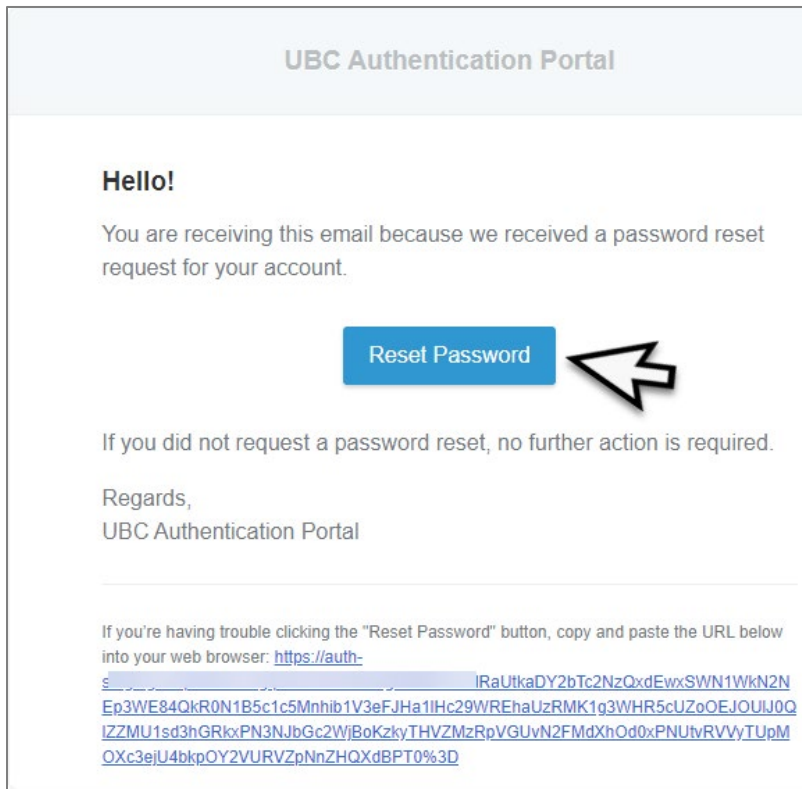 UBC Authentication Portal
Hello!
You are receiving this email because we received a password reset
request for your account.
Reset Password
If you did not request a password reset, no further action is required.
Regards,
UBC Authentication Portal
If you're having trouble clicking the "Reset Password" button, copy and paste the URL below
into your web browser: https://auth-
lRaUtkaDY2bTc2NzQxdEwxSWN1WkN2N
Ep3WE84QkR0N1B5c1c5Mnhib1V3eFJHa1lHc29WREhaUzRMK1g3WHR5cUZoOEJOUlJ0Q
lZZMU1sd3hGRkxPN3NJbGc2WjBoKzkyTHVZMzRpVGUvN2FMdXhOd0xPNUtvRVVyTUpM
OXc3ejU4bkpOY2VURVZpNnZHQXdBPT0%3D